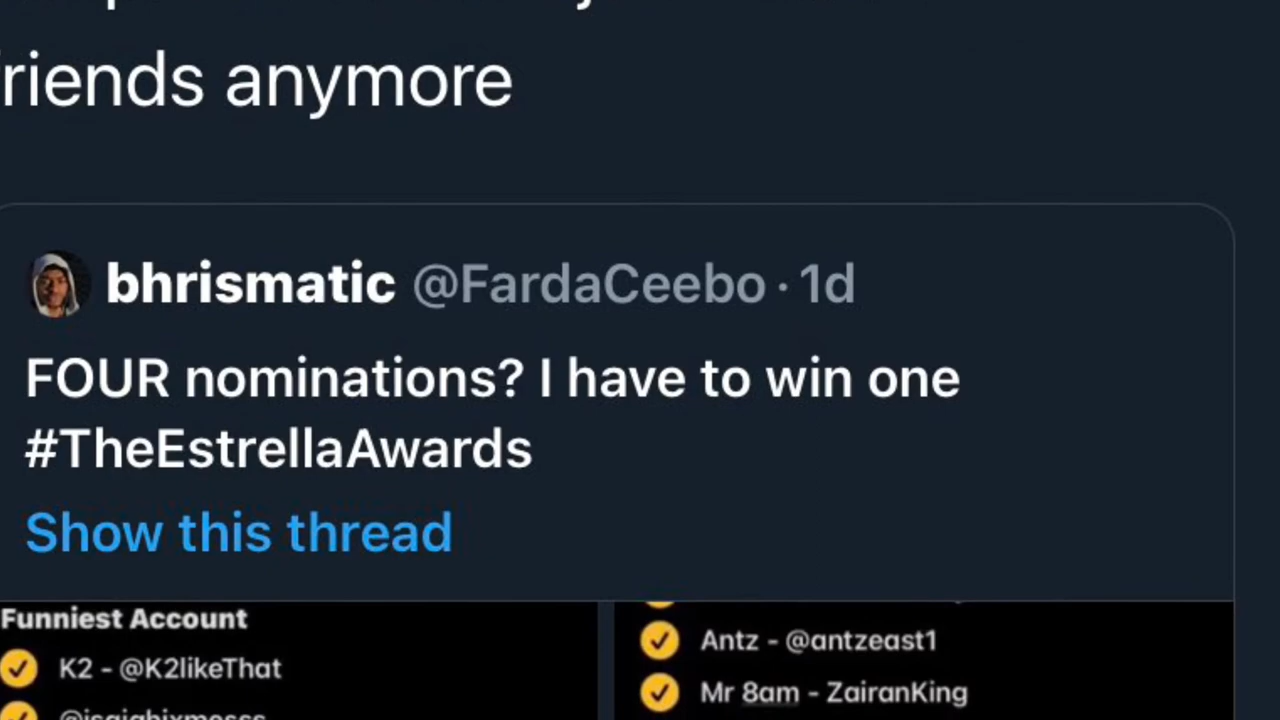 friends anymore
bhrismatic @FardaCeebo · 1d
FOUR nominations? I have to win one
#TheEstrellaAwards
Show this thread
Funniest Account
K2 - @K2likeThat
Antz - @antzeast1
Mr 8am - ZairanKing